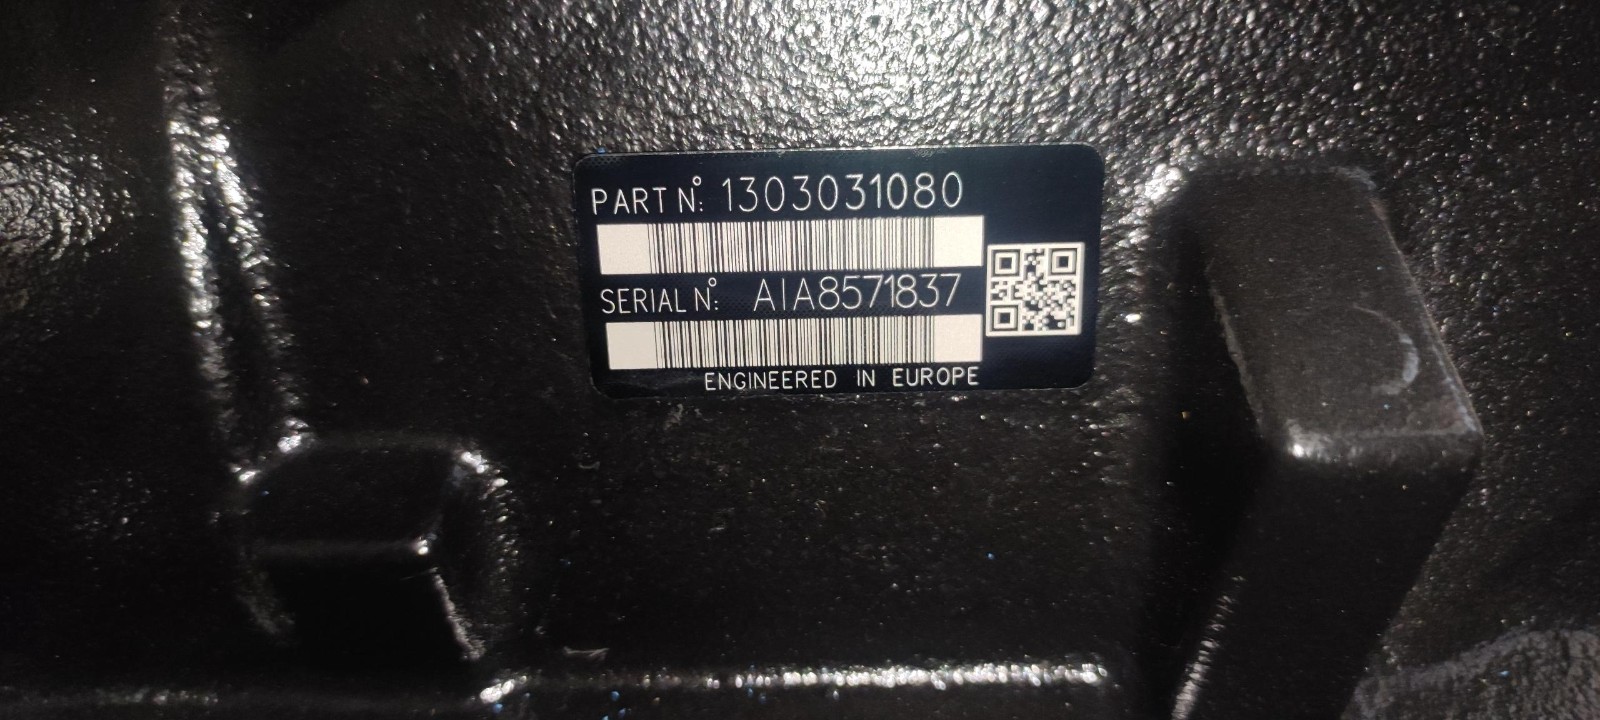 PART Nº: 1303031080
SERIAL Nº: AIA8571837
ENGINEERED IN EUROPE